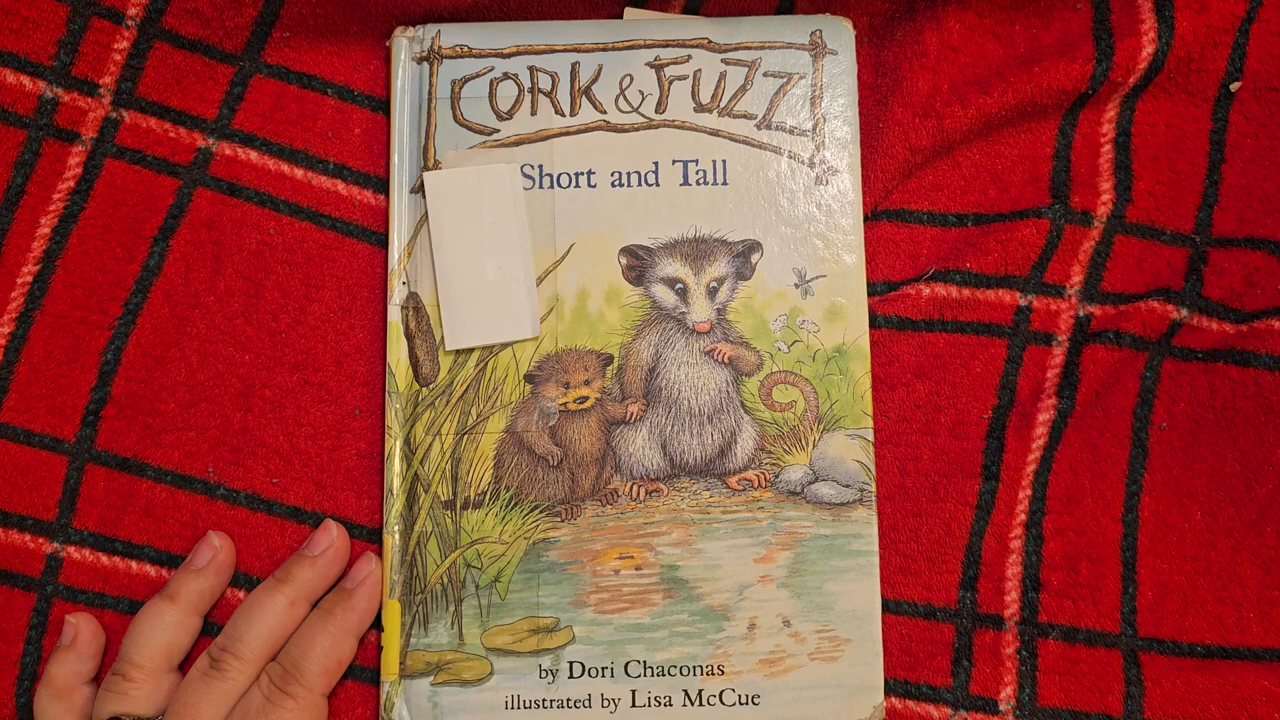 CORK & FUZZ
Short and Tall
by Dori Chaconas
illustrated by Lisa McCue